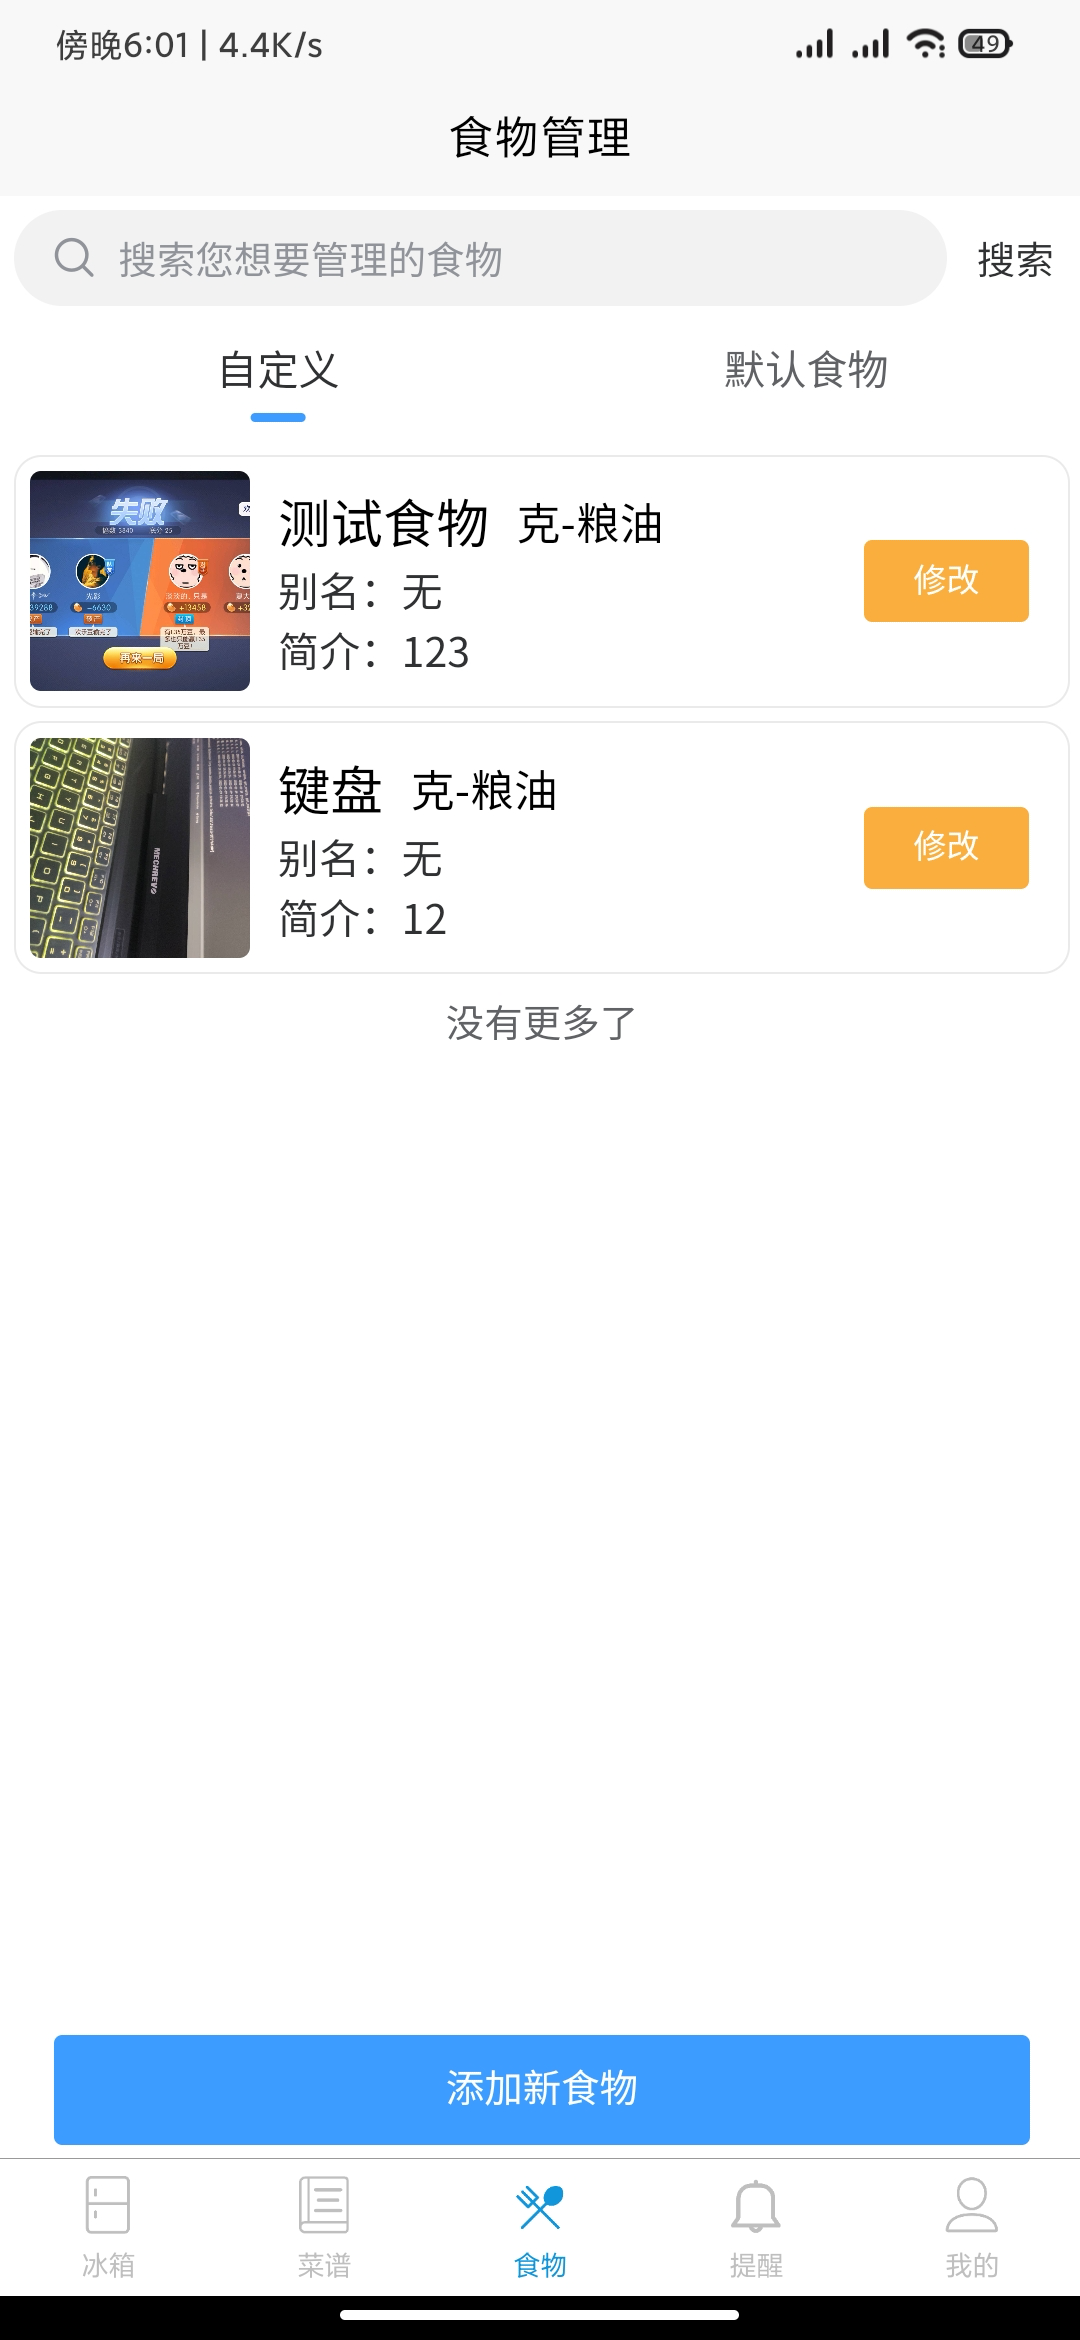 傍晚6:01 | 4.4K/s
49
食物管理
搜索您想要管理的食物
搜索
自定义
默认食物
失败
再来一局
测试食物 克-粮油
别名：无
简介：123
修改
MECHREVO
键盘 克-粮油
别名：无
简介：12
修改
没有更多了
添加新食物
冰箱
菜谱
食物
提醒
我的